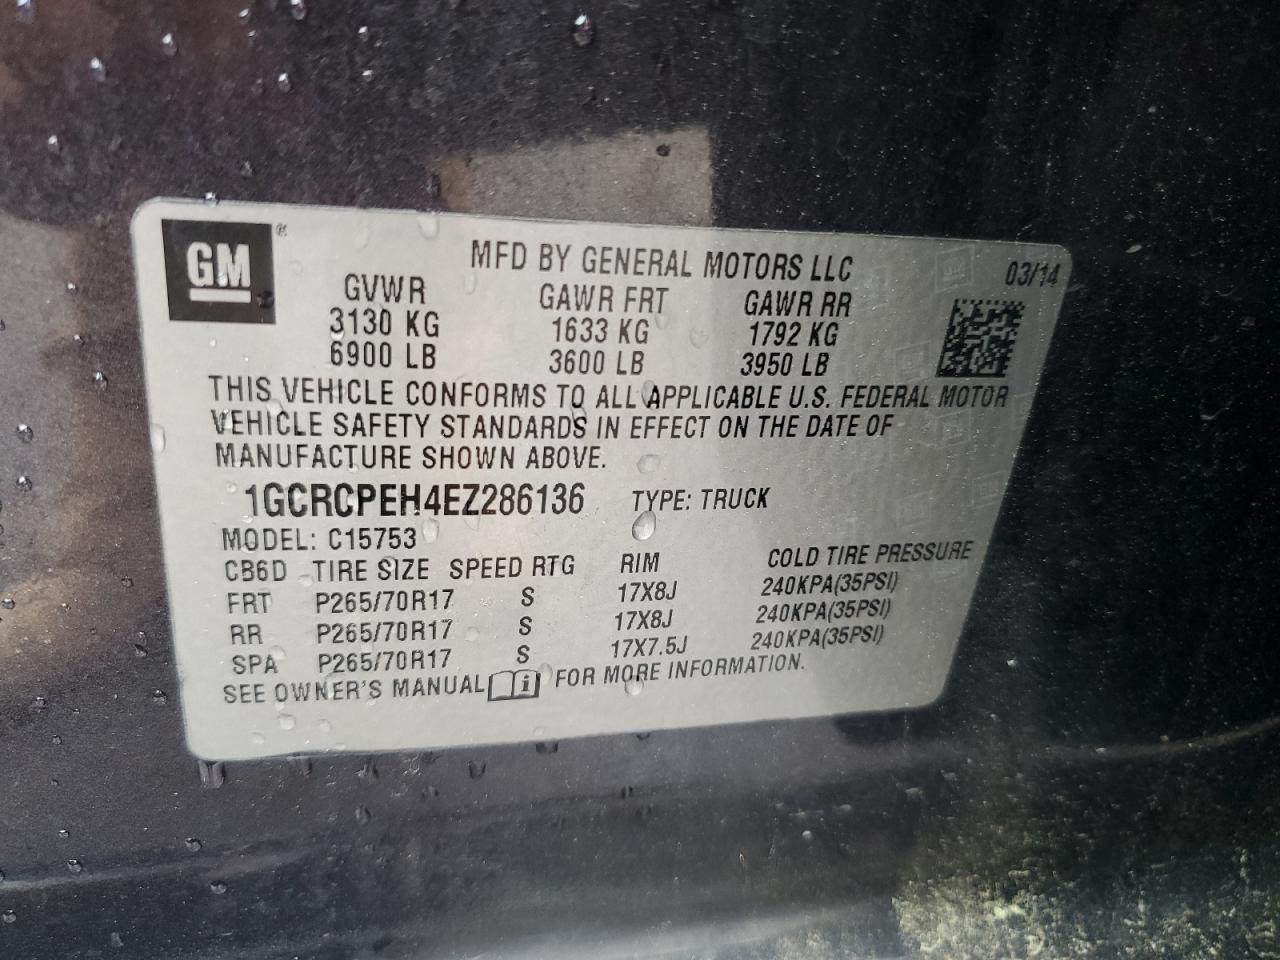 GM ®
MFD BY GENERAL MOTORS LLC
03/14
GVWR GAWR FRT GAWR RR
3130 KG 1633 KG 1792 KG
6900 LB 3600 LB 3950 LB
THIS VEHICLE CONFORMS TO ALL APPLICABLE U.S. FEDERAL MOTOR
VEHICLE SAFETY STANDARDS IN EFFECT ON THE DATE OF
MANUFACTURE SHOWN ABOVE.
1GCRCPEH4EZ286136 TYPE: TRUCK
MODEL: C15753
CB6D TIRE SIZE SPEED RTG RIM COLD TIRE PRESSURE
FRT P265/70R17 S 17X8J 240KPA(35PSI)
RR P265/70R17 S 17X8J 240KPA(35PSI)
SPA P265/70R17 S 17X7.5J 240KPA(35PSI)
SEE OWNER'S MANUAL i FOR MORE INFORMATION.